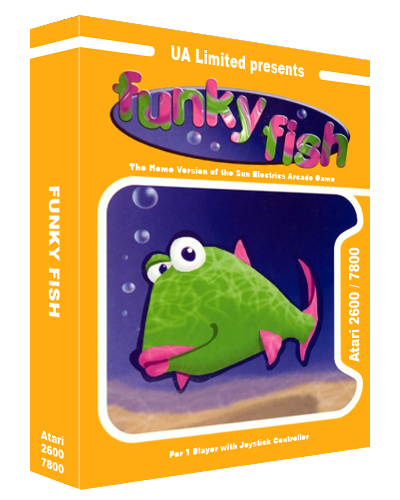 UA Limited presents
funky fish
The Home Version of the Sun Electrics Arcade Game
FUNKY FISH
Atari 2600 / 7800
For 1 Player with Joystick Controller
Atari
2600
7800